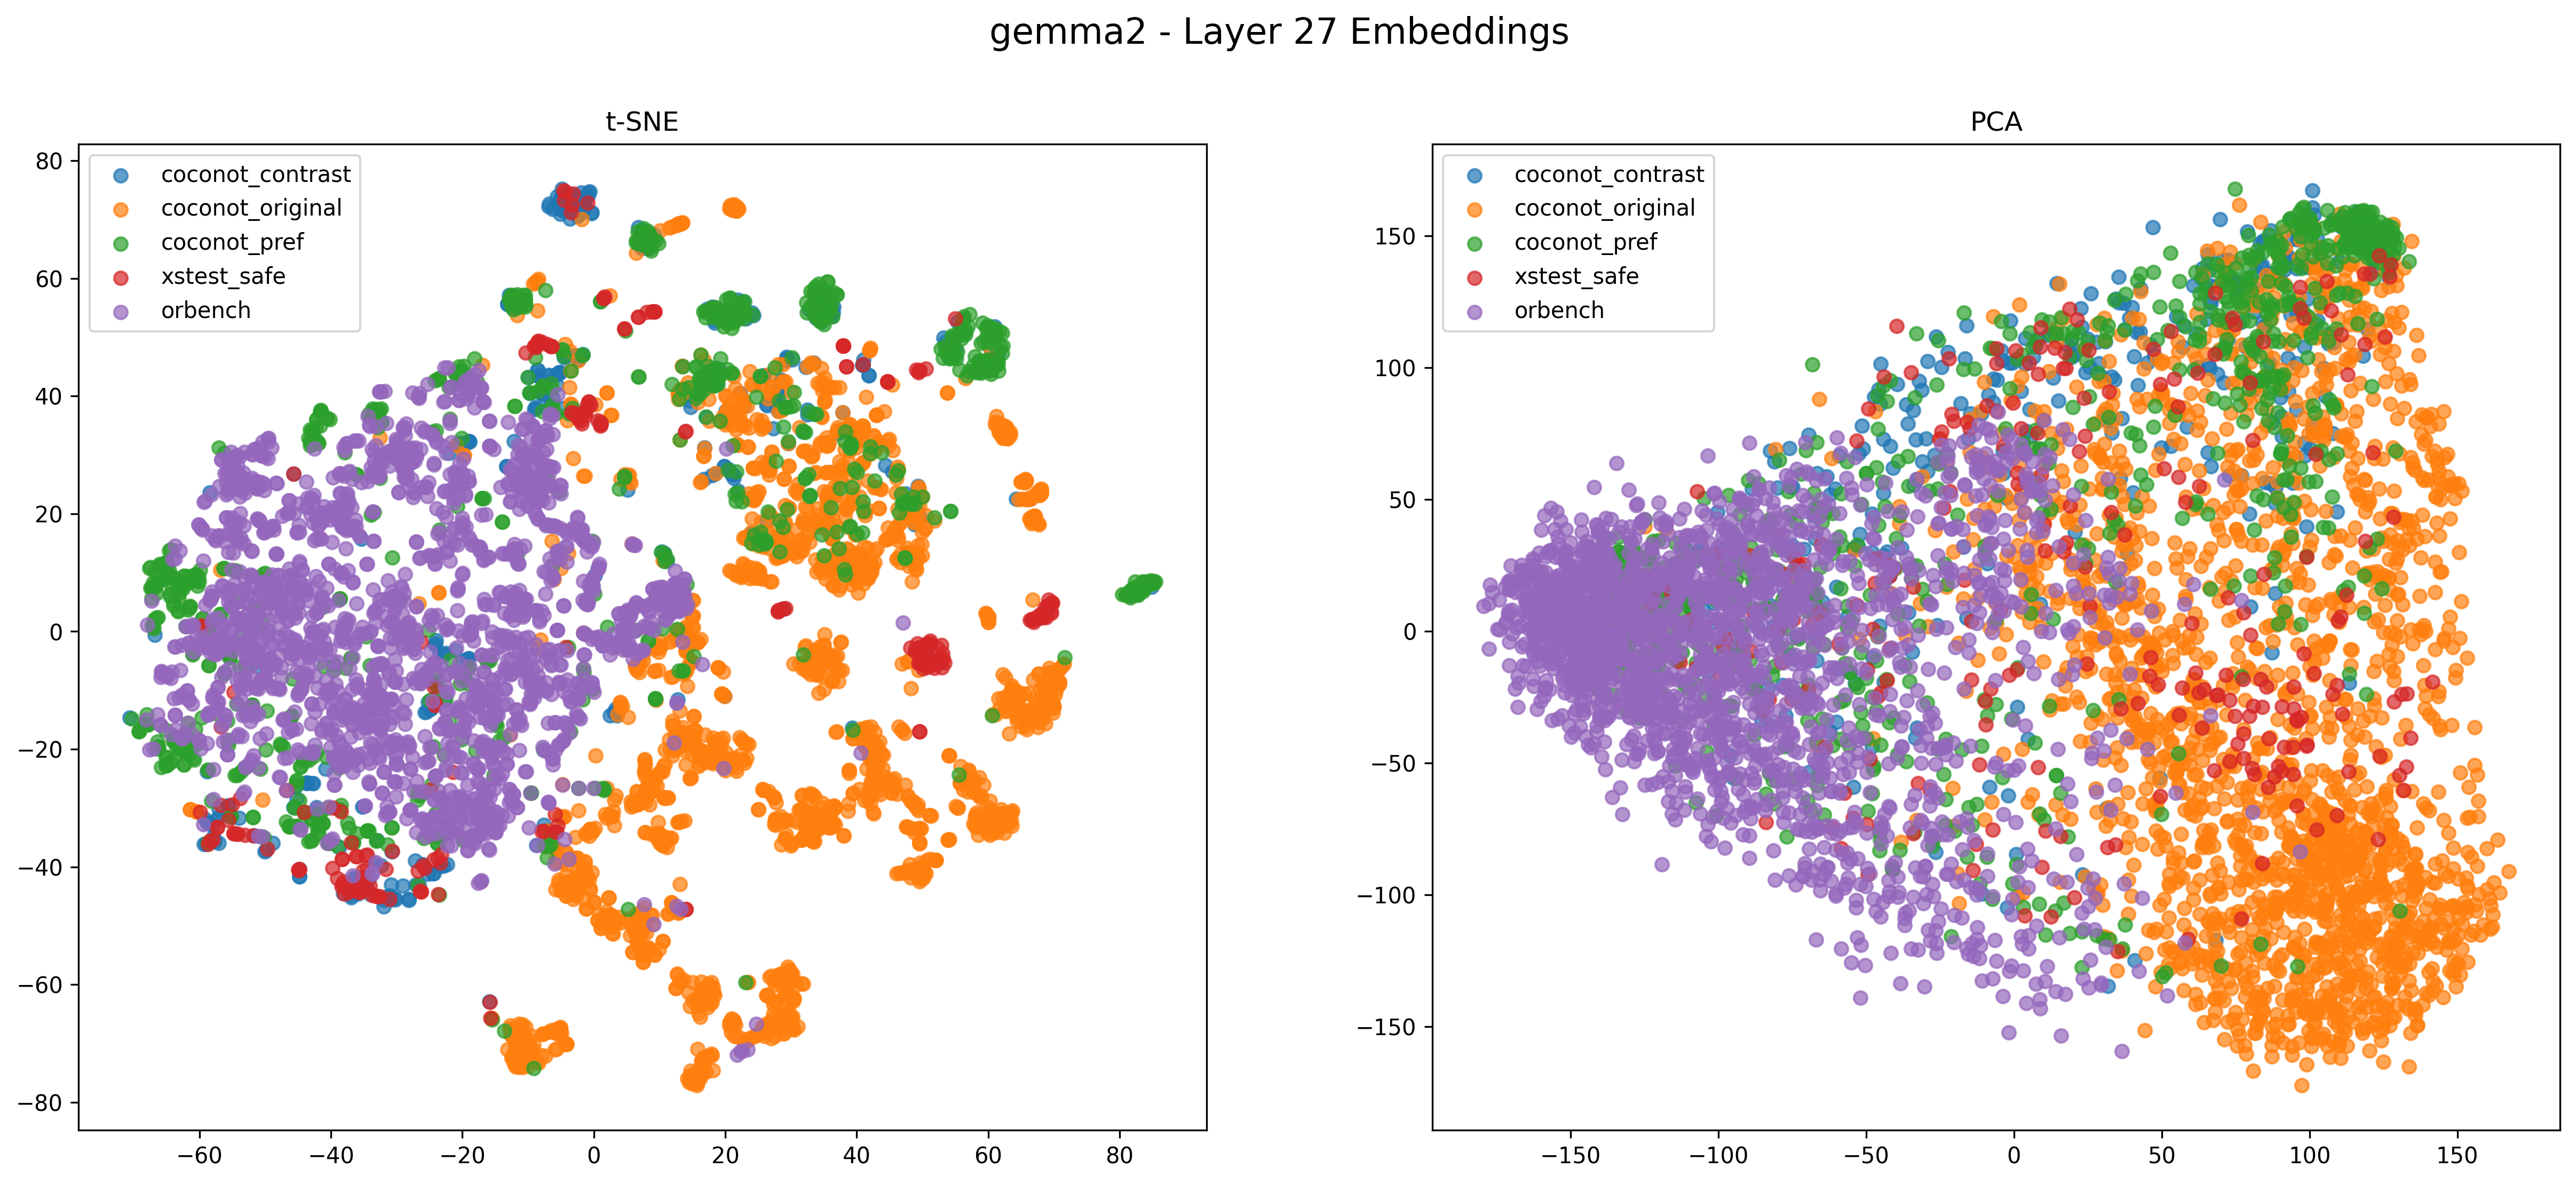 gemma2 - Layer 27 Embeddings
t-SNE
coconot_contrast
coconot_original
coconot_pref
xstest_safe
orbench
80
60
40
20
0
−20
−40
−60
−80
−60 −40 −20 0 20 40 60 80
PCA
coconot_contrast
coconot_original
coconot_pref
xstest_safe
orbench
150
100
50
0
−50
−100
−150
−150 −100 −50 0 50 100 150